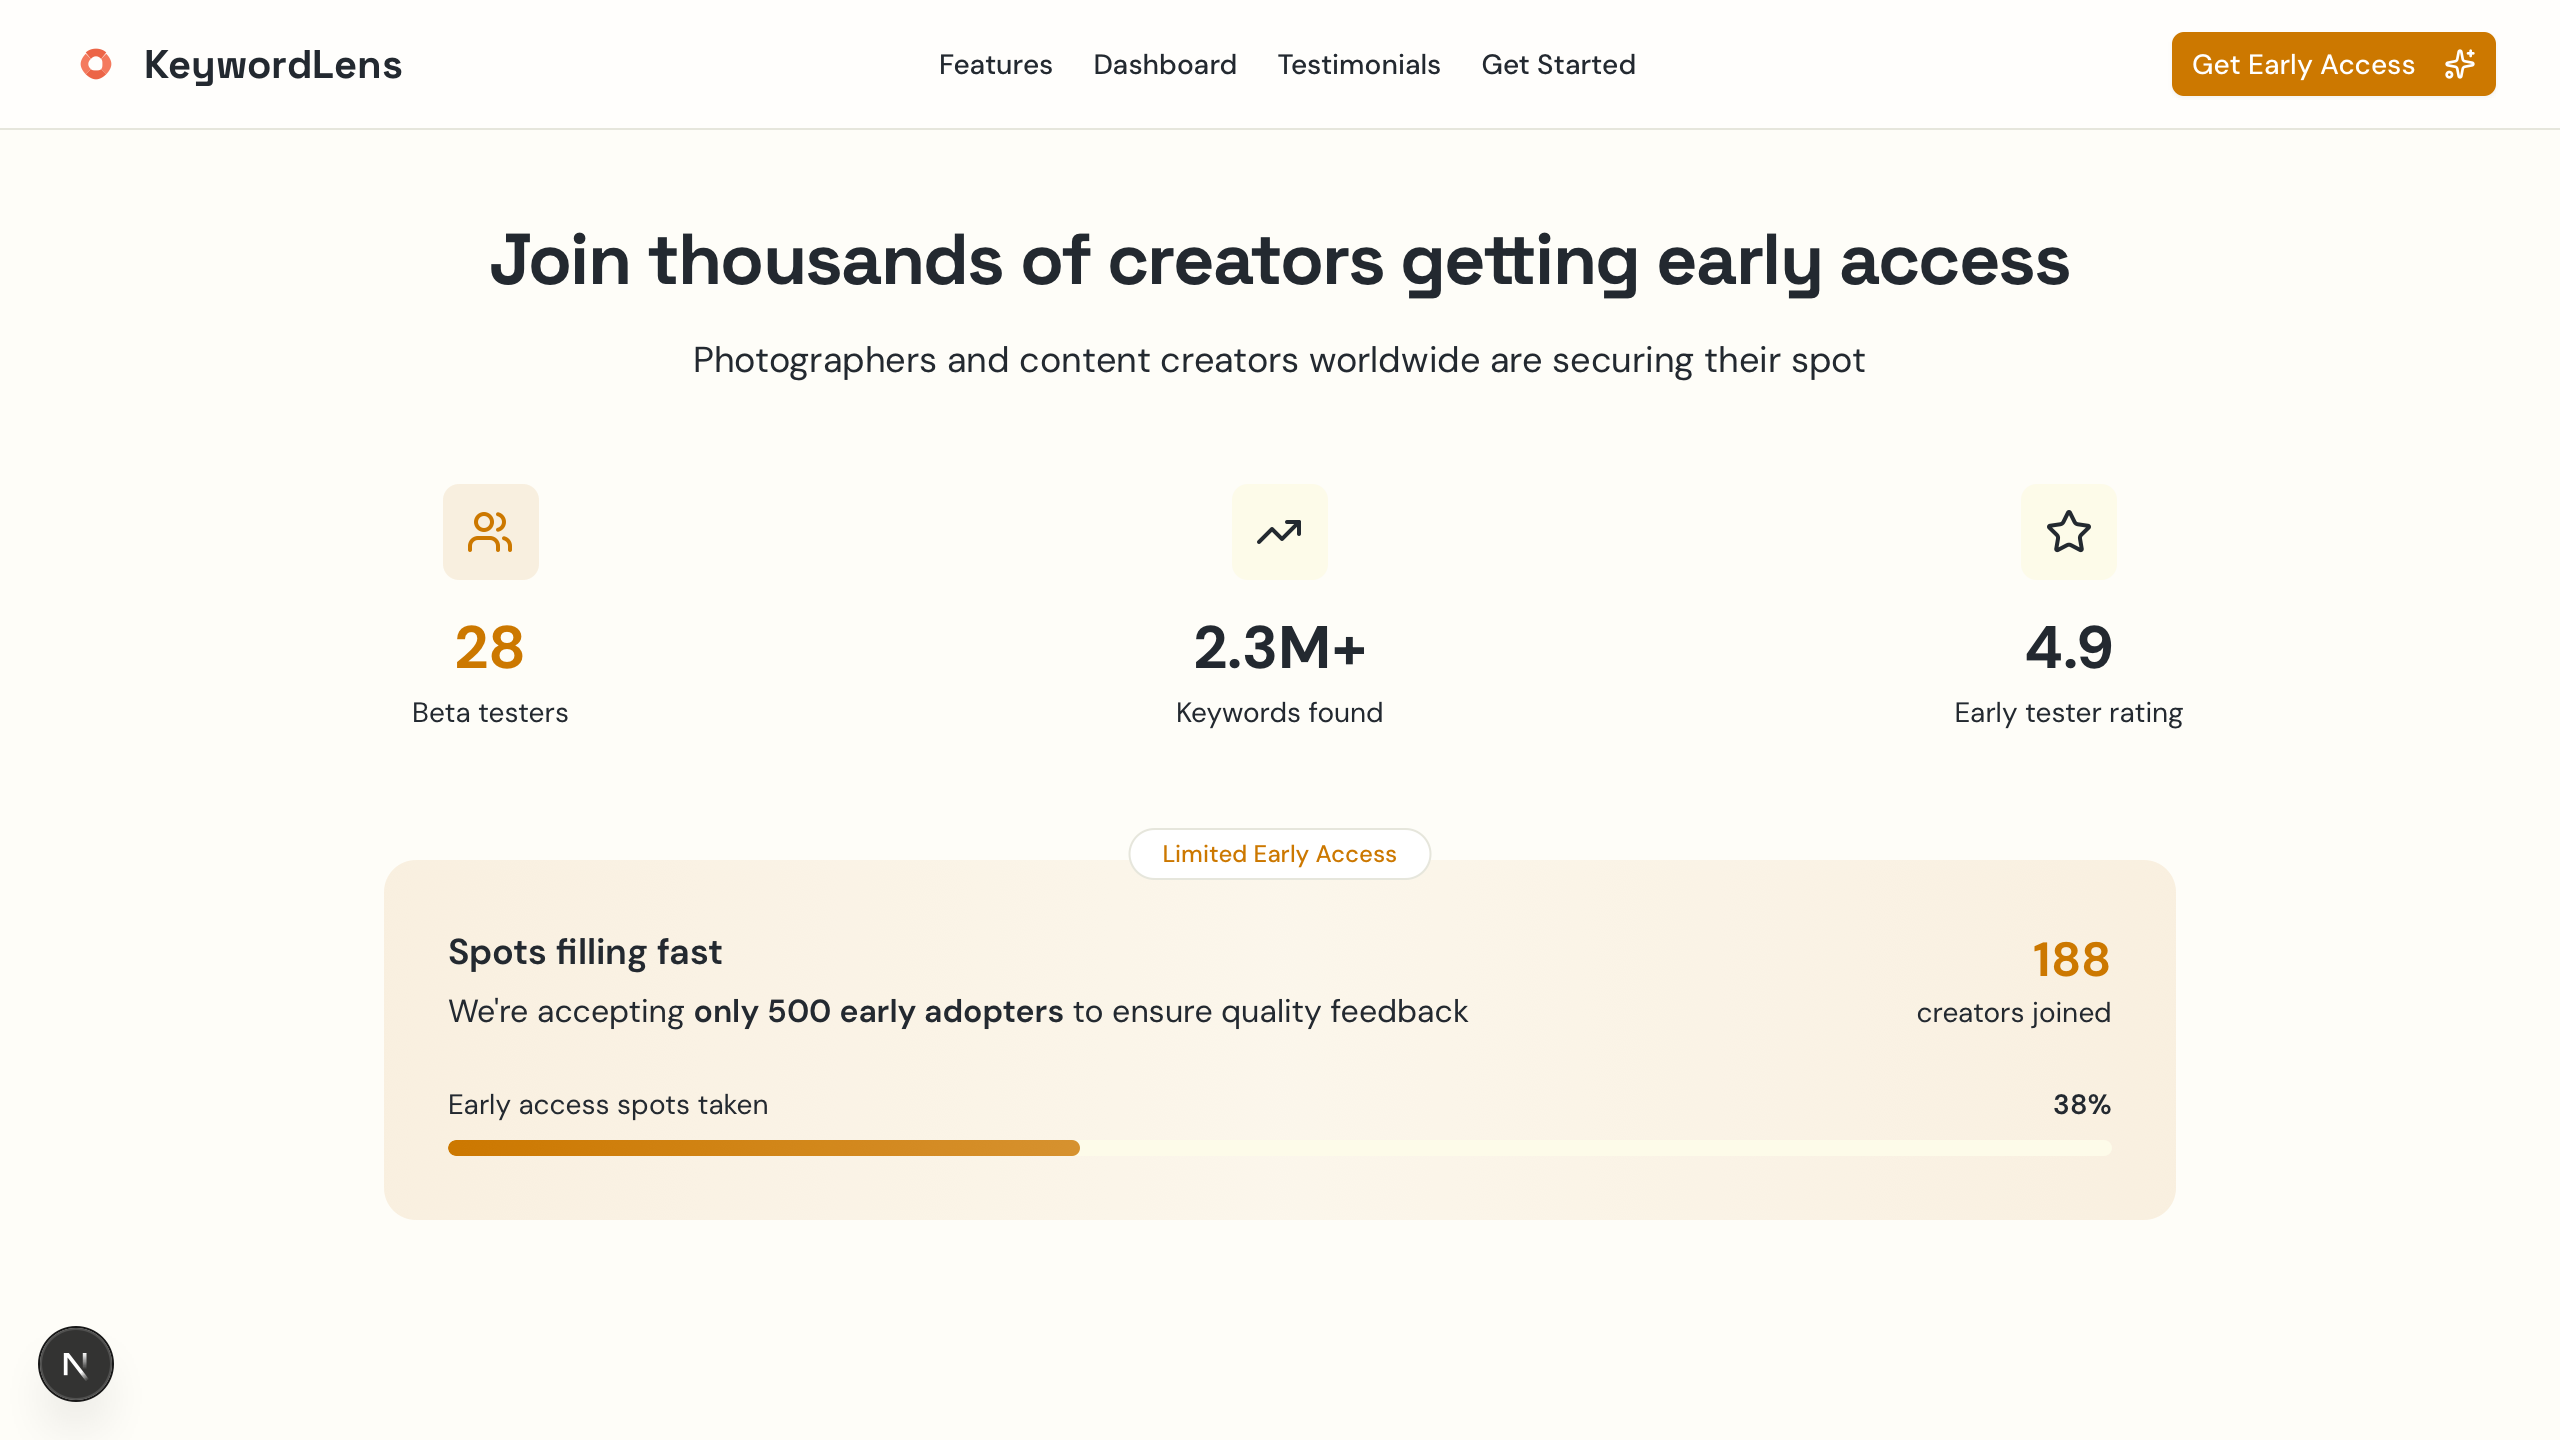 KeywordLens
Features
Dashboard
Testimonials
Get Started
Get Early Access
Join thousands of creators getting early access
Photographers and content creators worldwide are securing their spot
28
Beta testers
2.3M+
Keywords found
4.9
Early tester rating
Limited Early Access
Spots filling fast
We're accepting only 500 early adopters to ensure quality feedback
188
creators joined
Early access spots taken
38%
N